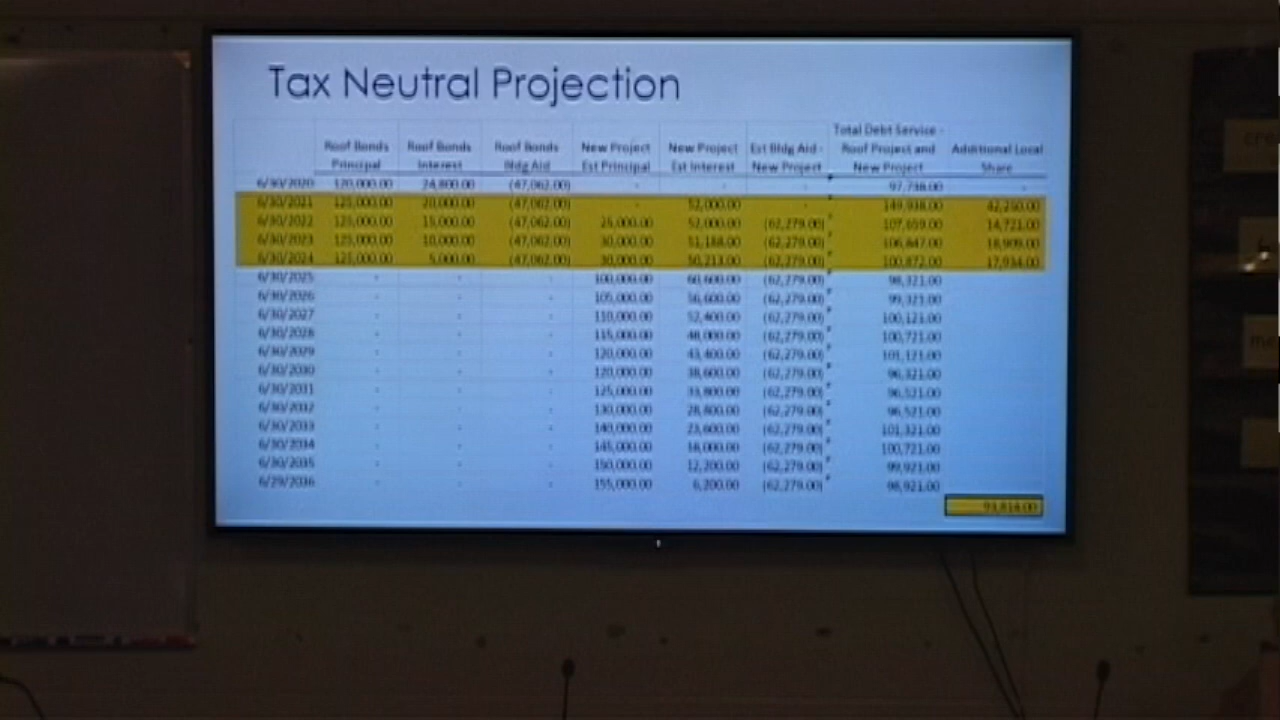 Tax Neutral Projection
Total Debt Service -
Roof Bonds Roof Bonds Roof Bonds New Project New Project Est Bldg Aid - Roof Project and Additional Local
Principal Interest Bldg Aid Est Principal Est Interest New Project New Project Share
6/30/2020 120,000.00 24,800.00 (47,062.00) - - - 97,738.00 -
6/30/2021 125,000.00 20,000.00 (47,062.00) - 52,000.00 - 149,938.00 42,250.00
6/30/2022 125,000.00 15,000.00 (47,062.00) 25,000.00 52,000.00 (62,279.00) 107,659.00 14,721.00
6/30/2023 125,000.00 10,000.00 (47,062.00) 30,000.00 51,188.00 (62,279.00) 106,847.00 18,909.00
6/30/2024 125,000.00 5,000.00 (47,062.00) 30,000.00 50,213.00 (62,279.00) 100,872.00 17,934.00
6/30/2025 - - - 100,000.00 60,600.00 (62,279.00) 98,321.00
6/30/2026 - - - 105,000.00 56,600.00 (62,279.00) 99,321.00
6/30/2027 - - - 110,000.00 52,400.00 (62,279.00) 100,121.00
6/30/2028 - - - 115,000.00 48,000.00 (62,279.00) 100,721.00
6/30/2029 - - - 120,000.00 43,400.00 (62,279.00) 101,121.00
6/30/2030 - - - 120,000.00 38,600.00 (62,279.00) 96,321.00
6/30/2031 - - - 125,000.00 33,800.00 (62,279.00) 96,521.00
6/30/2032 - - - 130,000.00 28,800.00 (62,279.00) 96,521.00
6/30/2033 - - - 140,000.00 23,600.00 (62,279.00) 101,321.00
6/30/2034 - - - 145,000.00 18,000.00 (62,279.00) 100,721.00
6/30/2035 - - - 150,000.00 12,200.00 (62,279.00) 99,921.00
6/29/2036 - - - 155,000.00 6,200.00 (62,279.00) 98,921.00
93,814.00